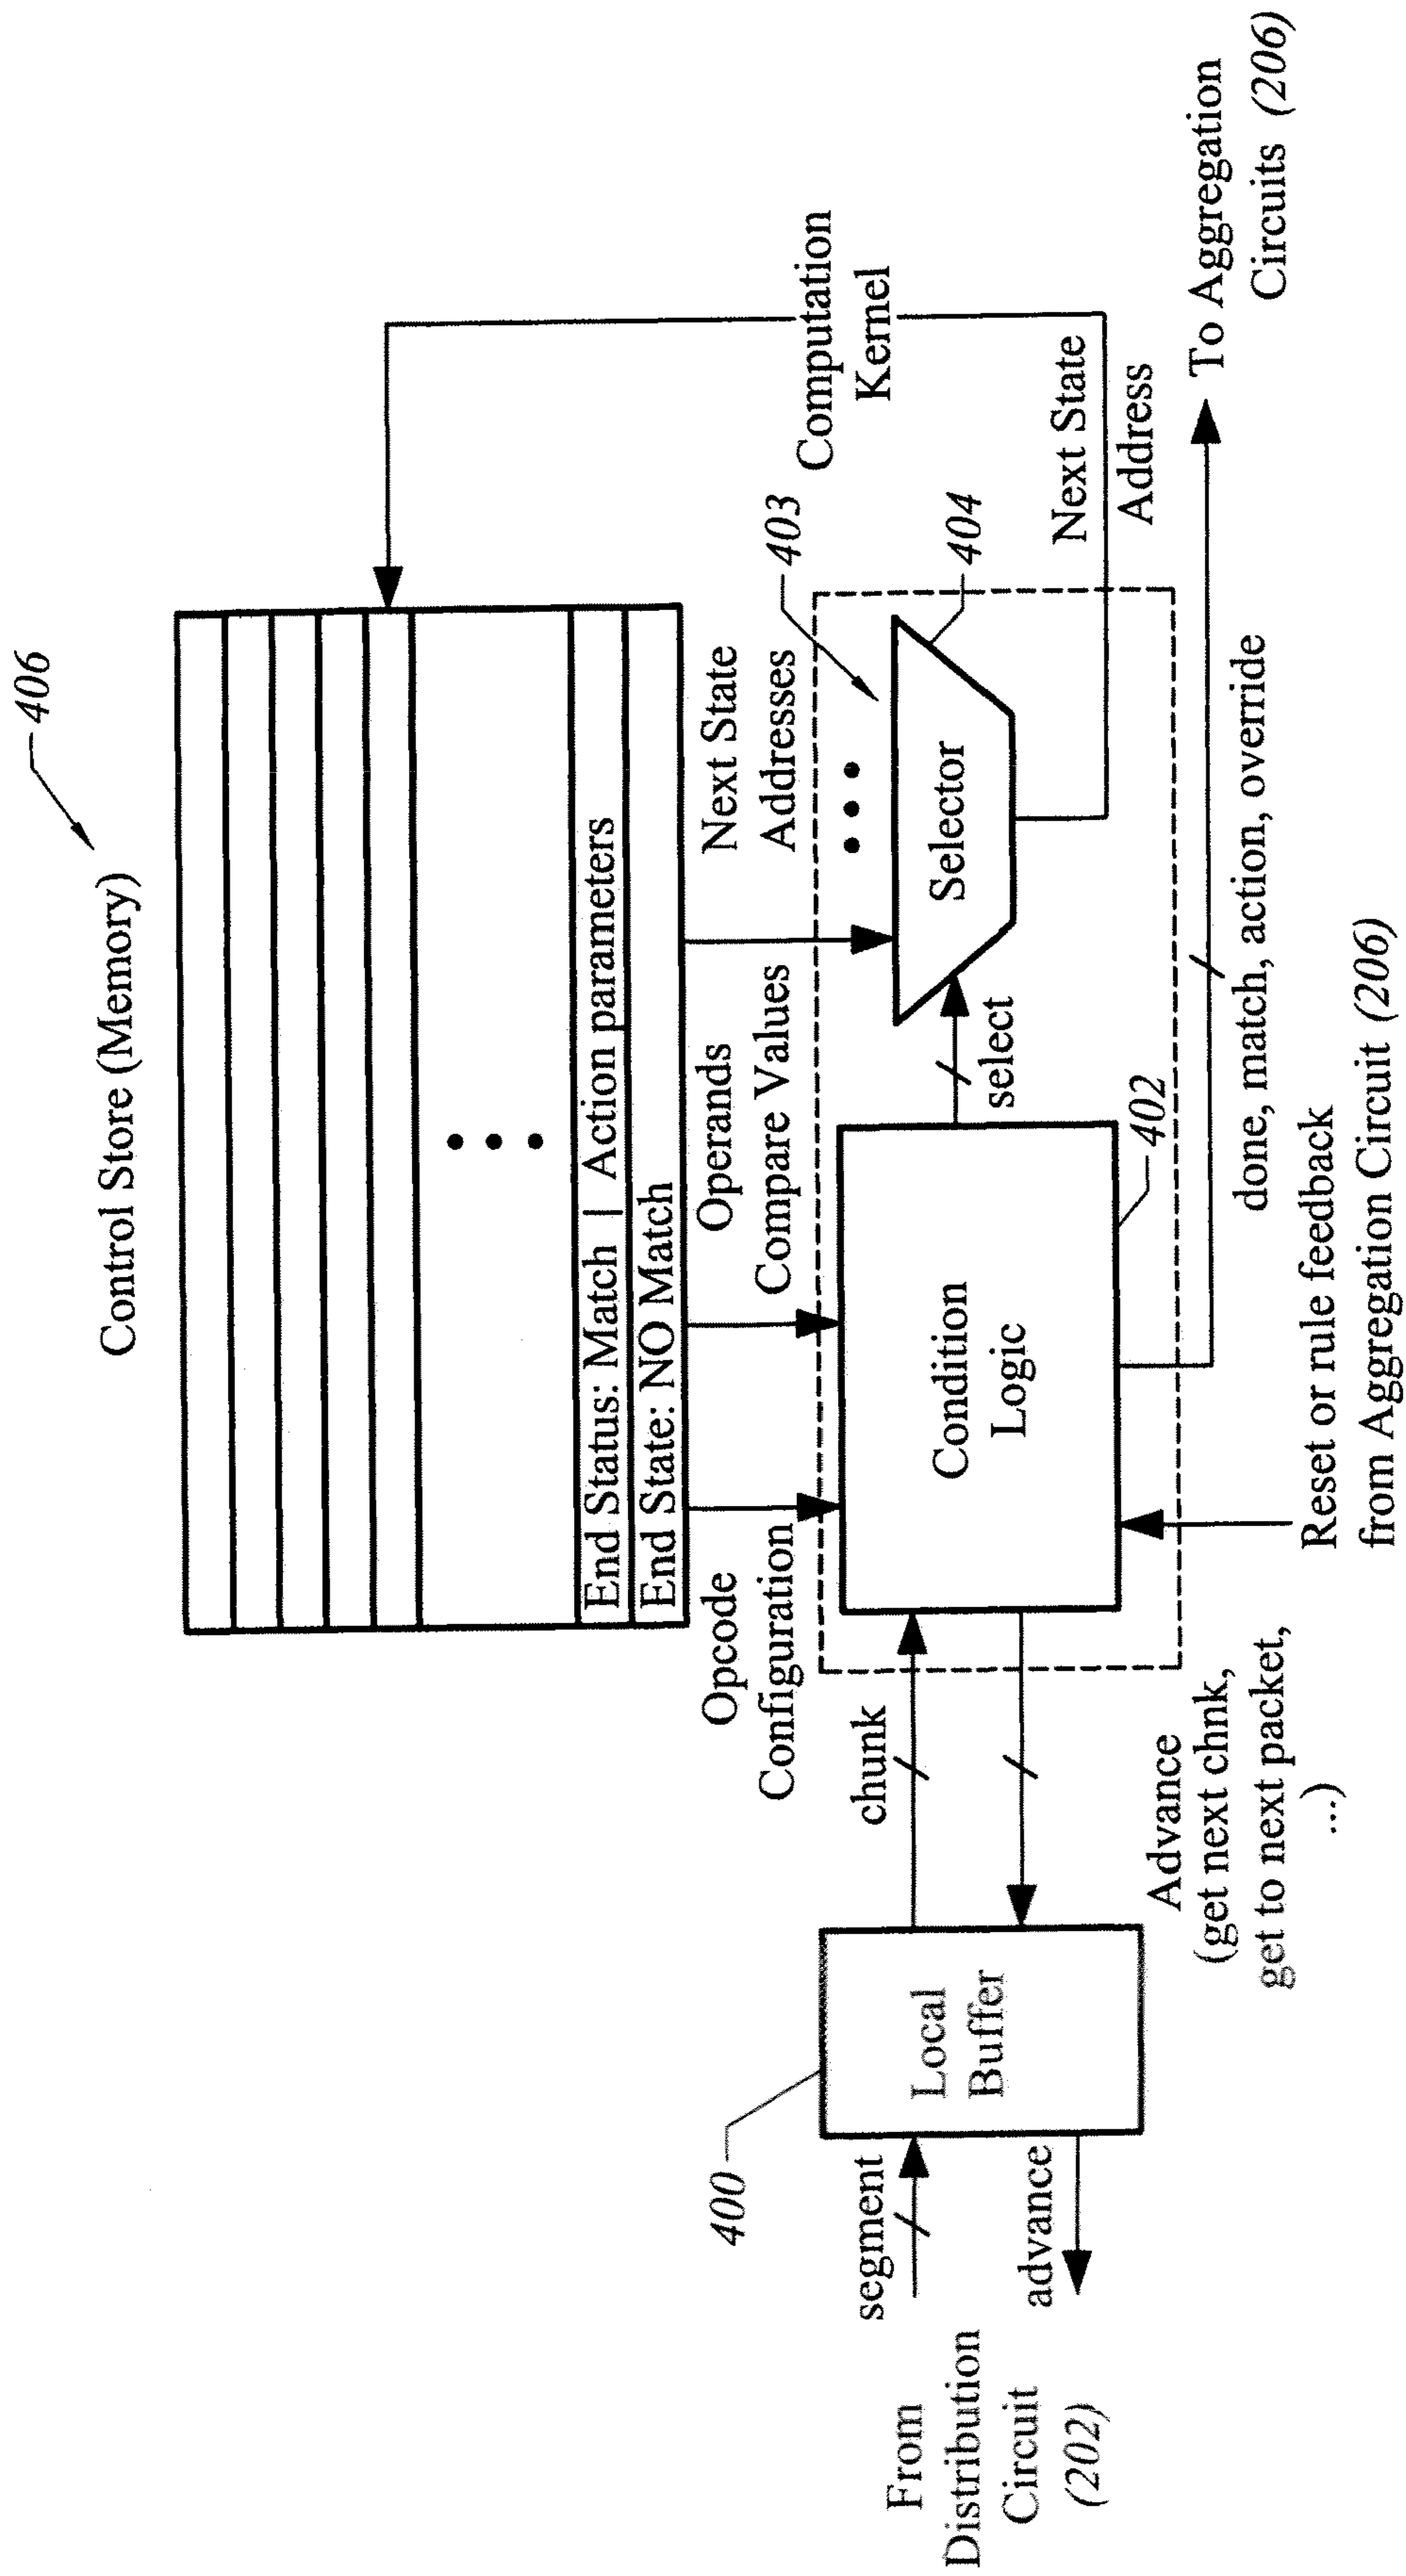 406
Control Store (Memory)
End Status: Match | Action parameters
End State: NO Match
Opcode
Configuration
Operands
Compare Values
Next State
Addresses
403
Computation
Kernel
404
Selector
select
Next State
Address
Condition
Logic
402
chunk
400
Local
Buffer
segment
advance
From
Distribution
Circuit
(202)
Advance
(get next chnk,
get to next packet,
...)
Reset or rule feedback
from Aggregation Circuit (206)
done, match, action, override
To Aggregation
Circuits (206)